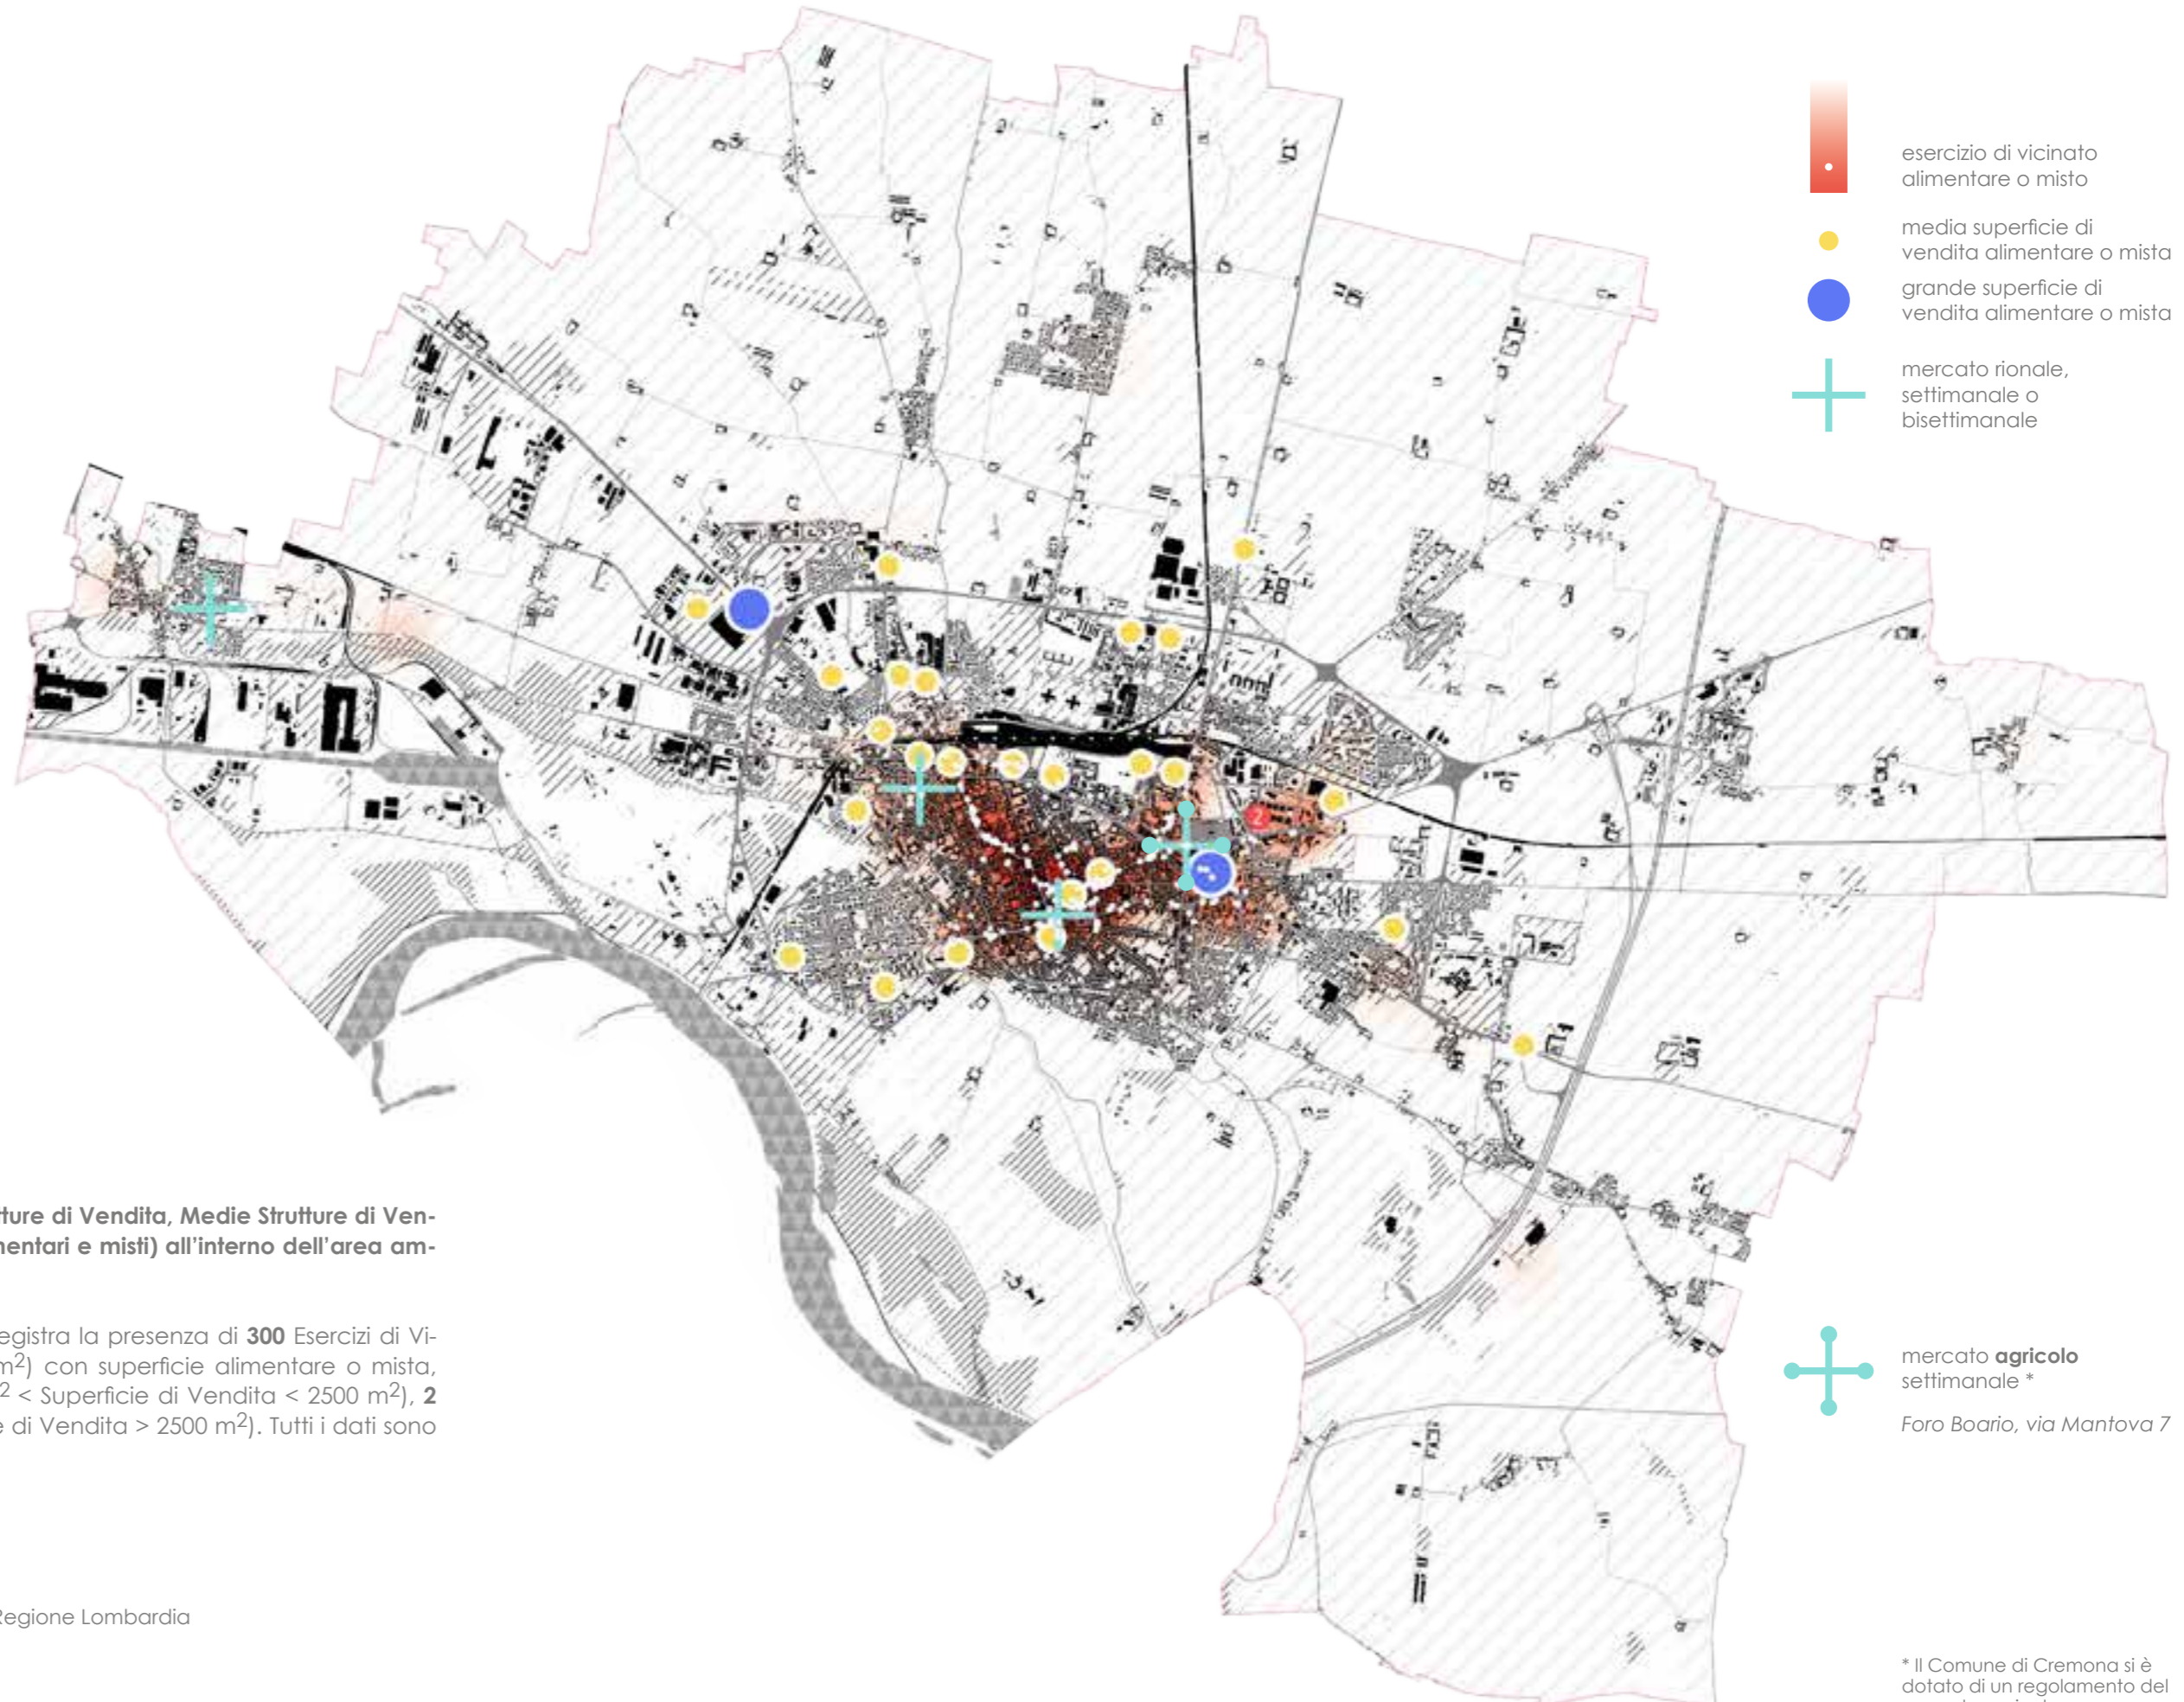 esercizio di vicinato
alimentare o misto
media superficie di
vendita alimentare o mista
grande superficie di
vendita alimentare o mista
mercato rionale,
settimanale o
bisettimanale
2
tture di Vendita, Medie Strutture di Ven-
mentari e misti) all'interno dell'area am-
egistra la presenza di 300 Esercizi di Vi-
m²) con superficie alimentare o mista,
² < Superficie di Vendita < 2500 m²), 2
e di Vendita > 2500 m²). Tutti i dati sono
Regione Lombardia
mercato agricolo
settimanale *
Foro Boario, via Mantova 7
* Il Comune di Cremona si è
dotato di un regolamento del